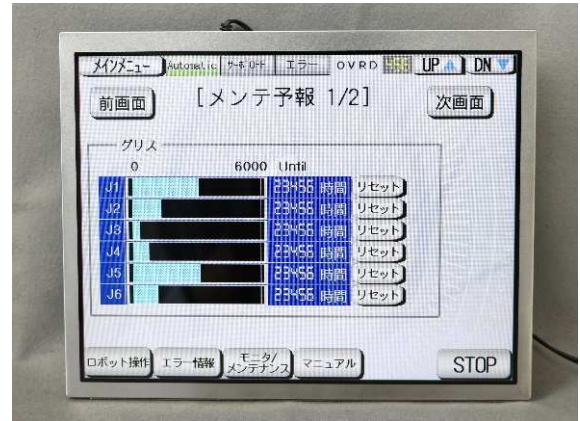 メインメニュー Automatic サーボ OFF エラー OVRD 456 UP DN
前画面 [メンテ予報 1/2] 次画面
グリス
0 6000 Until
J1 23456 時間 リセット
J2 23456 時間 リセット
J3 23456 時間 リセット
J4 23456 時間 リセット
J5 23456 時間 リセット
J6 23456 時間 リセット
ロボット操作 エラー情報 モニタ/メンテナンス マニュアル STOP